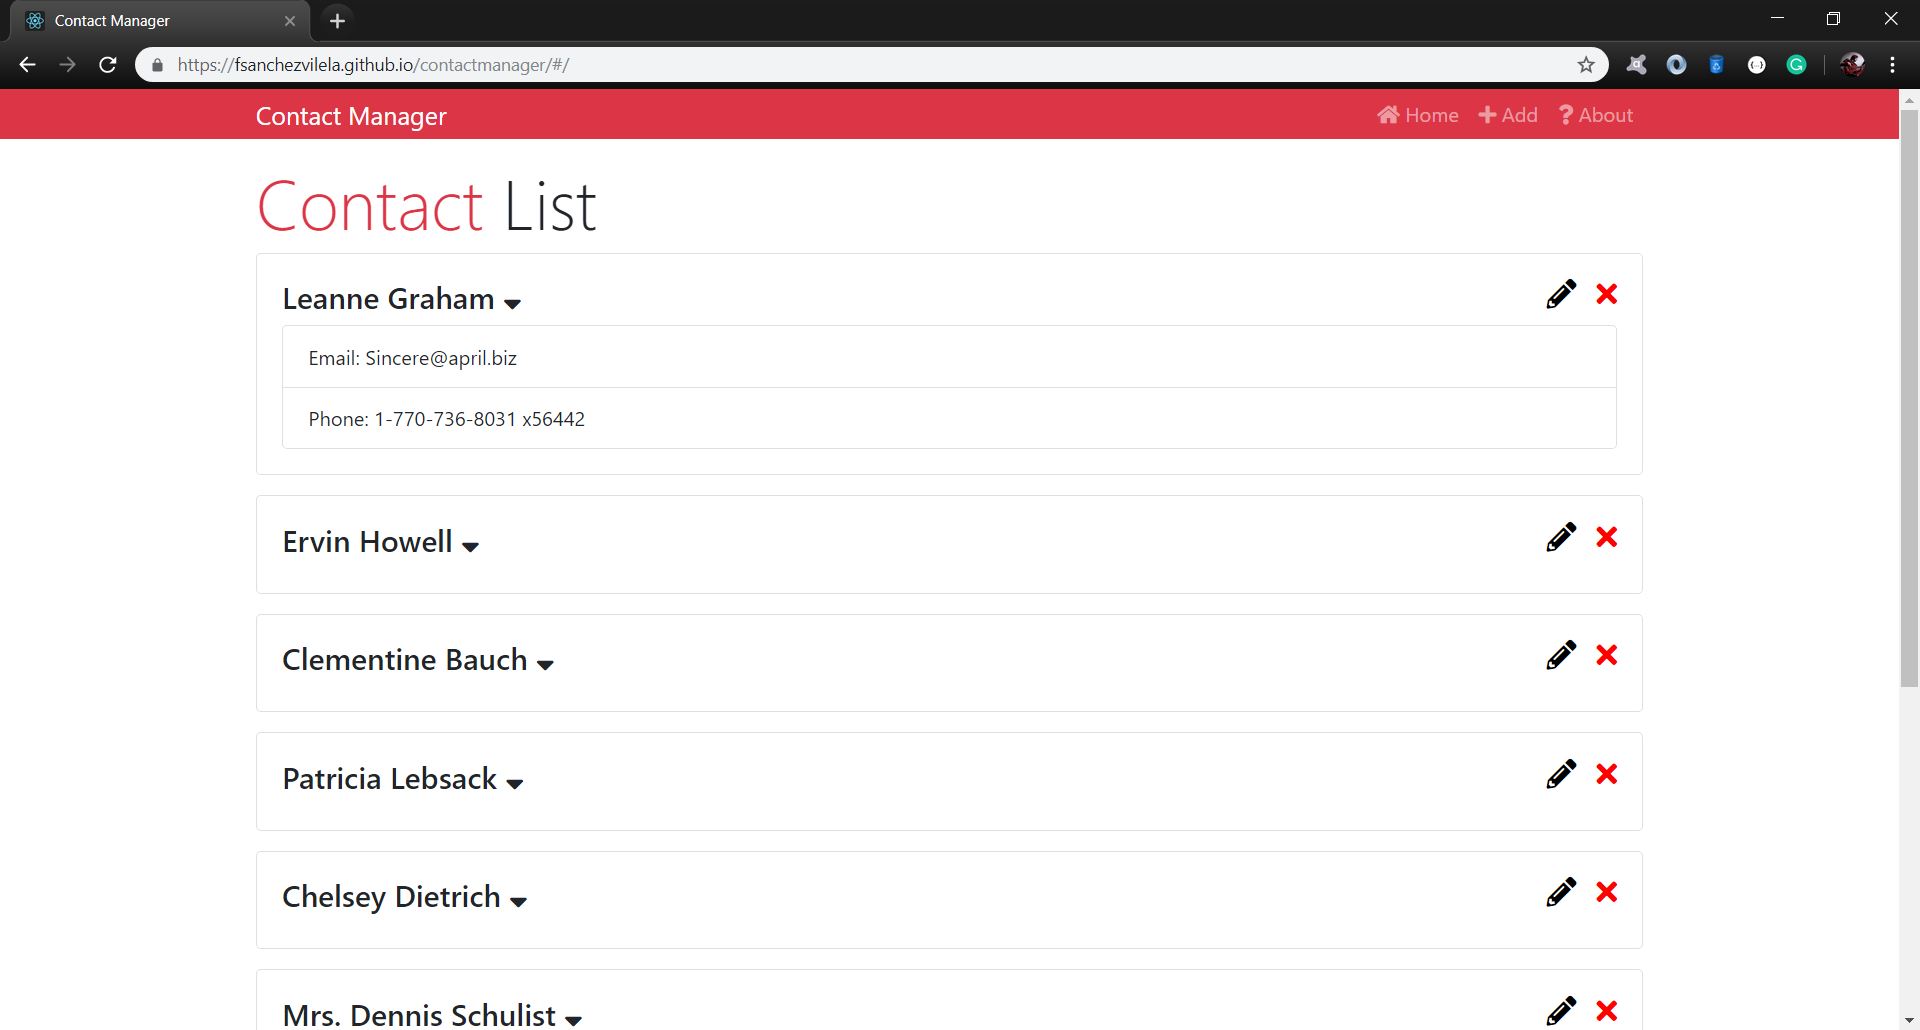 Contact Manager
https://fsanchezvilela.github.io/contactmanager/#/
Contact Manager
Home
Add
About
Contact List
Leanne Graham
Email: Sincere@april.biz
Phone: 1-770-736-8031 x56442
Ervin Howell
Clementine Bauch
Patricia Lebsack
Chelsey Dietrich
Mrs. Dennis Schulist